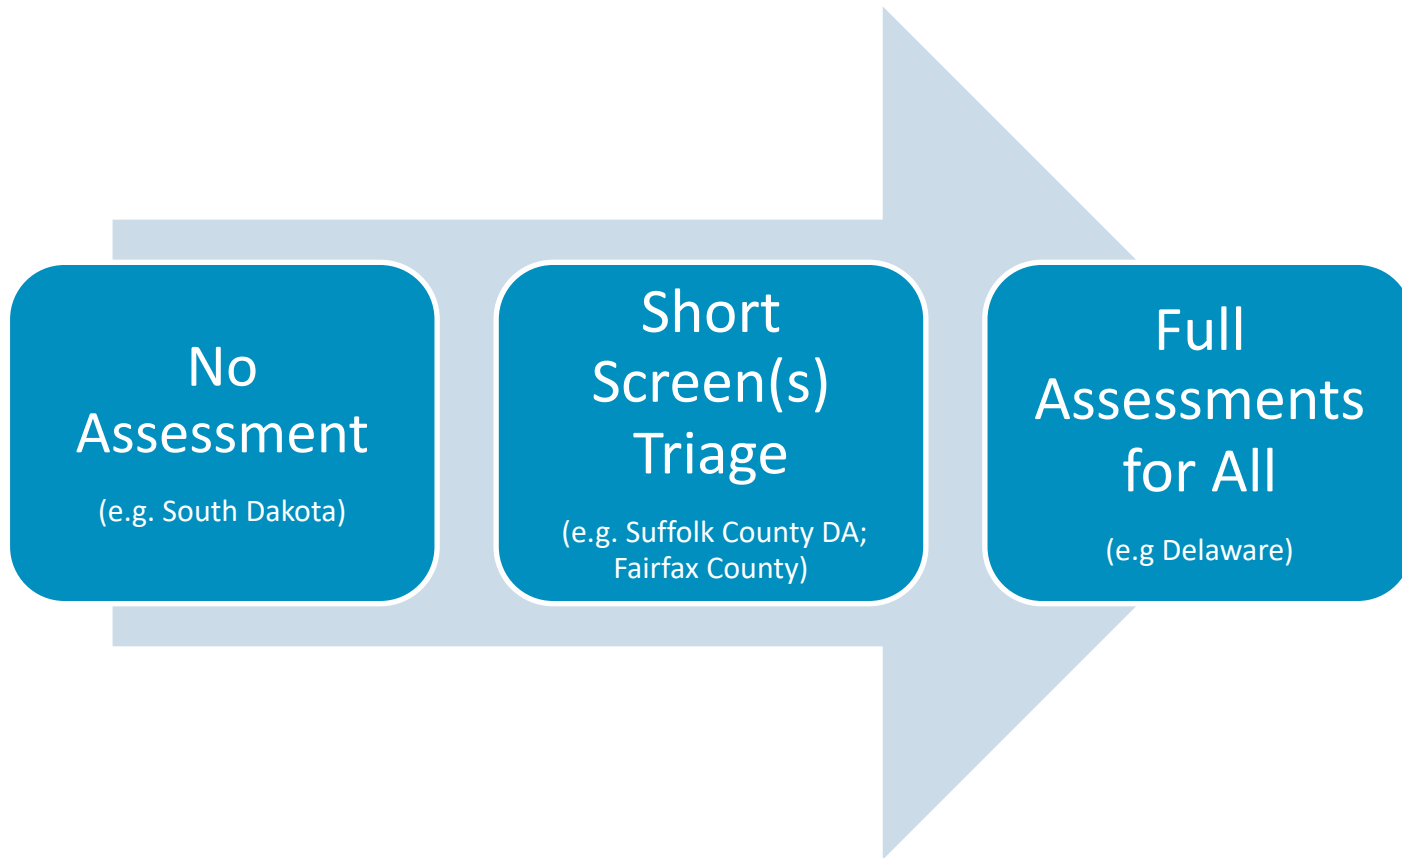 No
Assessment
(e.g. South Dakota)
Short
Screen(s)
Triage
(e.g. Suffolk County DA;
Fairfax County)
Full
Assessments
for All
(e.g Delaware)